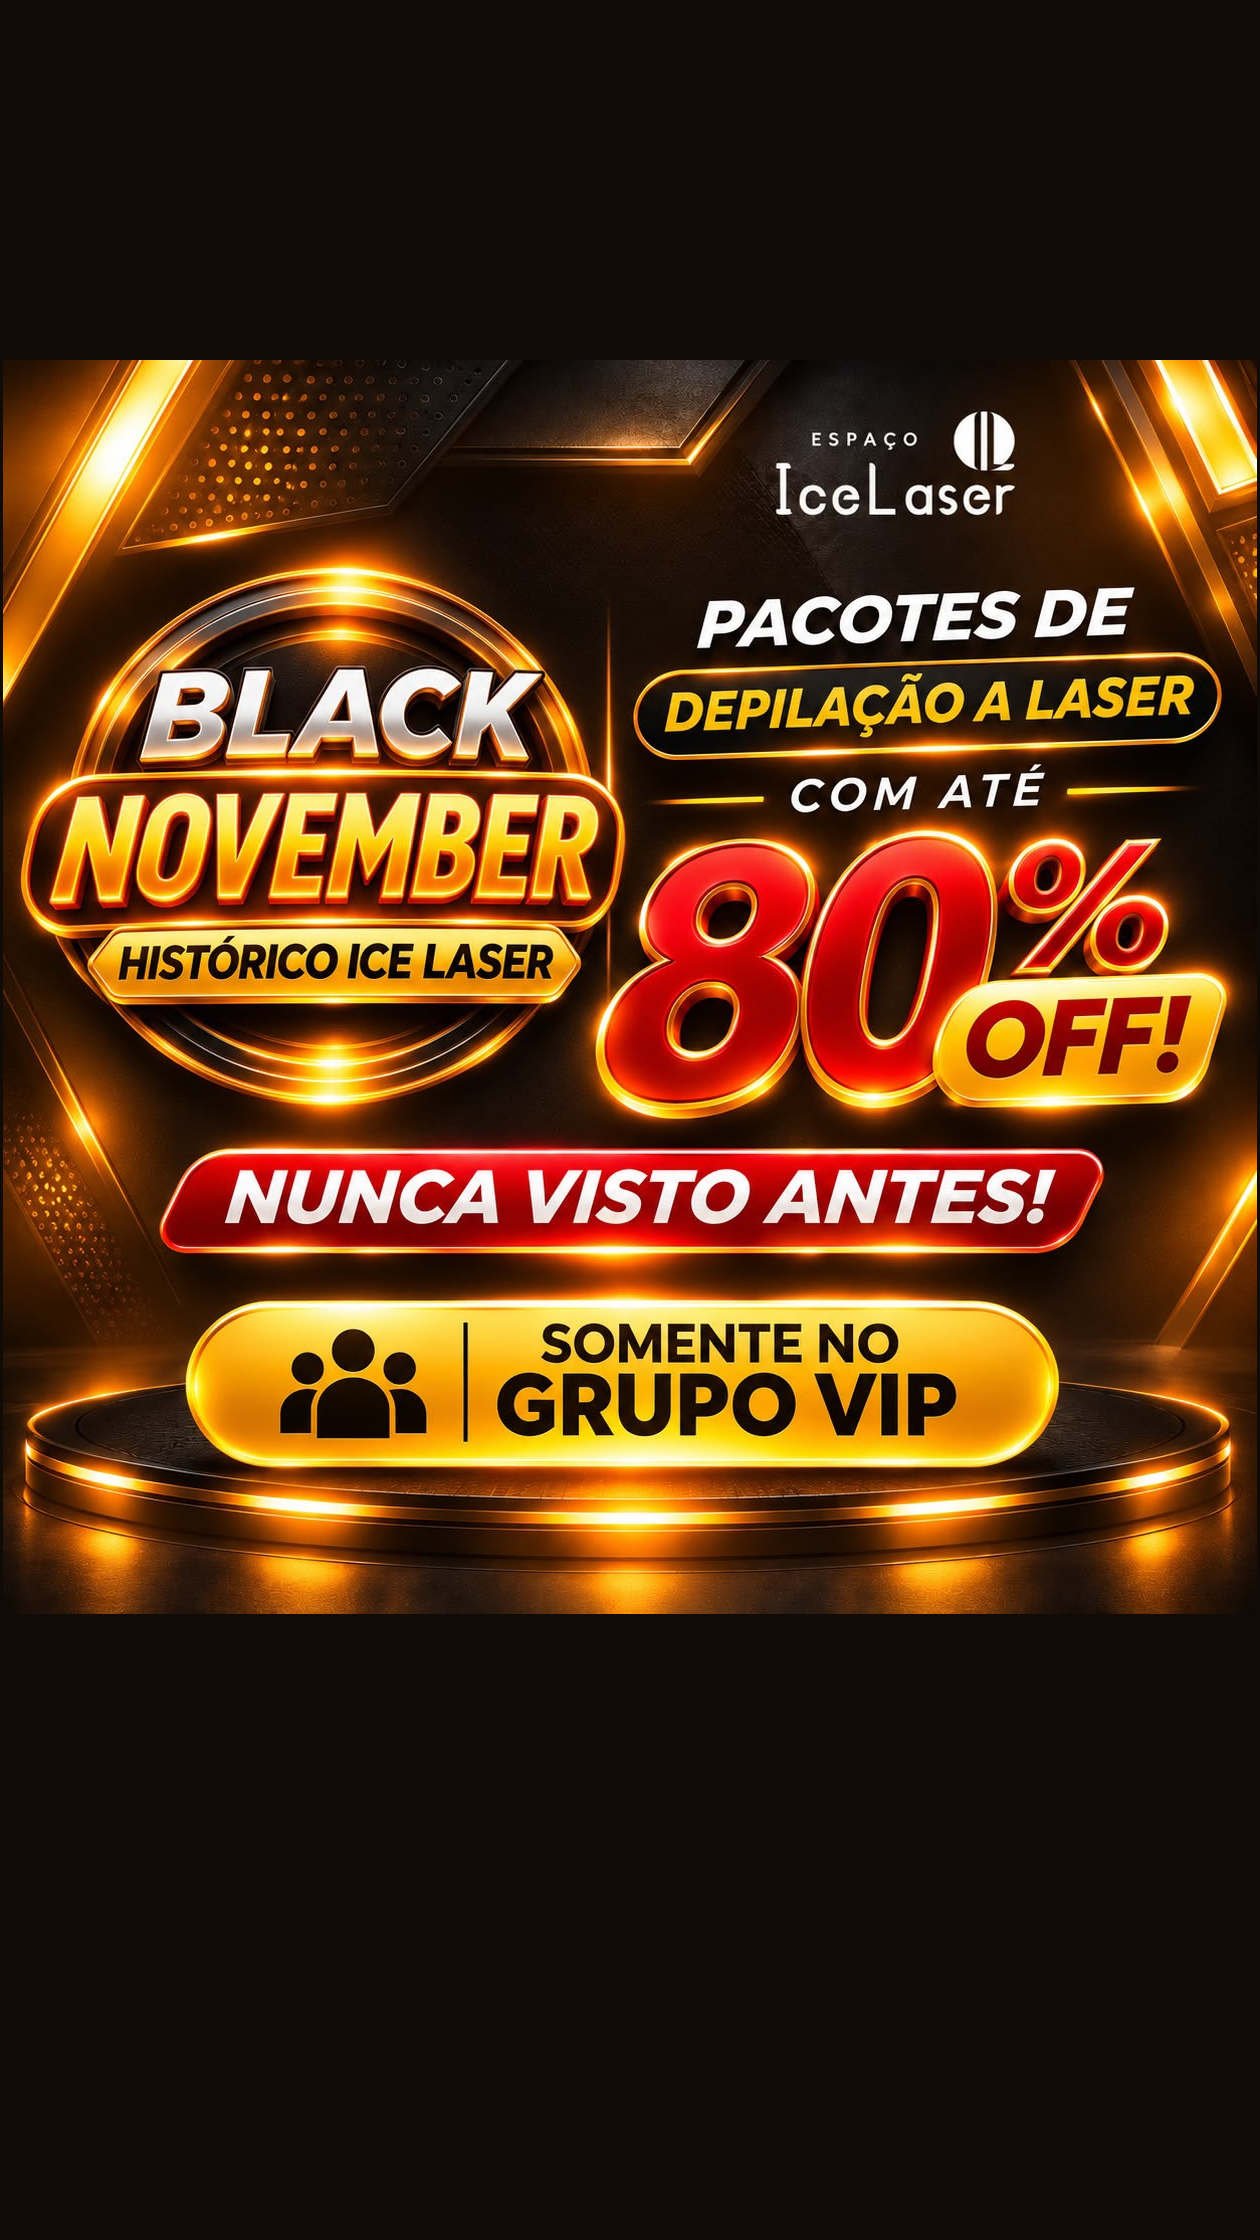 ESPAÇO
IceLaser
BLACK
NOVEMBER
HISTÓRICO ICE LASER
PACOTES DE
DEPILAÇÃO A LASER
COM ATÉ
80%
OFF!
NUNCA VISTO ANTES!
SOMENTE NO
GRUPO VIP